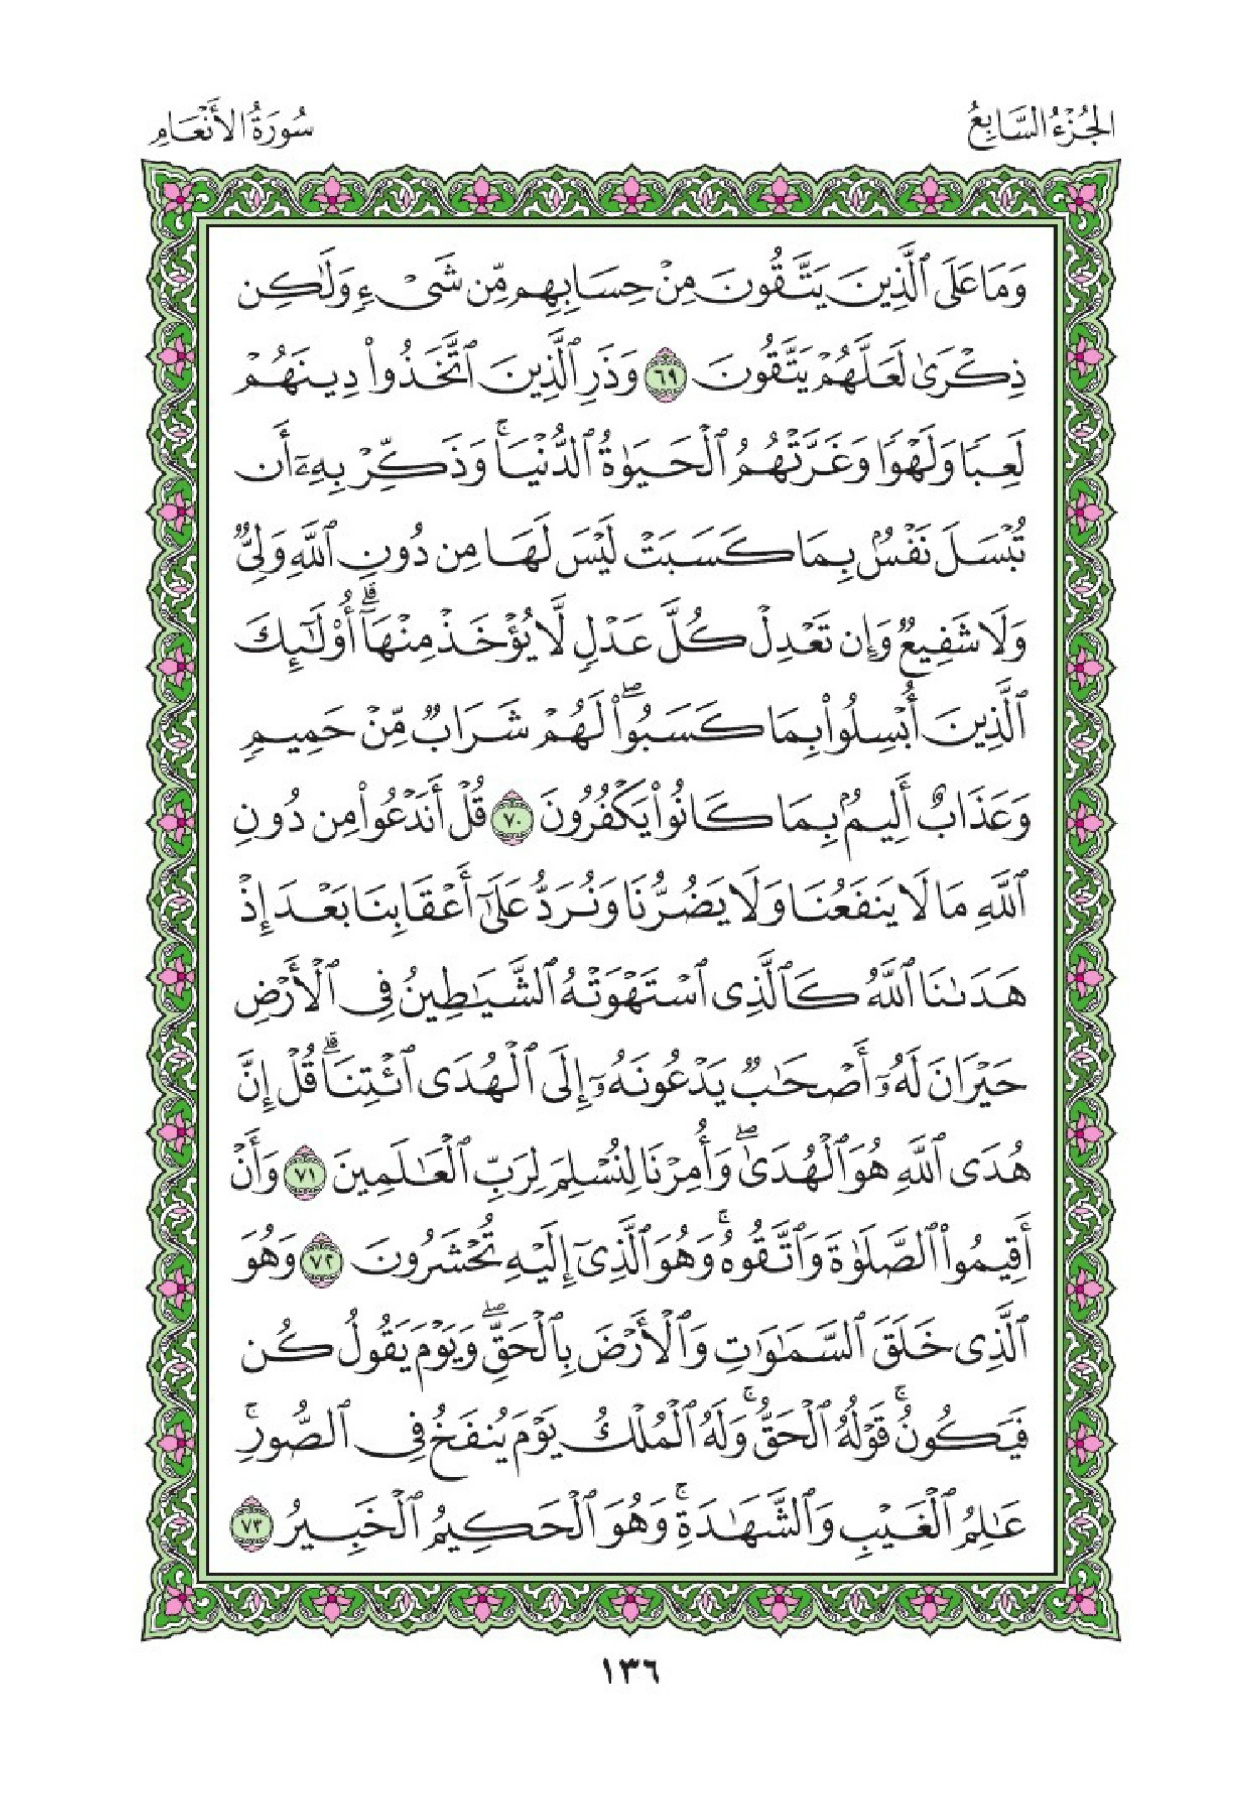 الجُزْءُ السَّابِعُ
سُورَةُ الأَنْعَامِ
وَمَا عَلَى ٱلَّذِينَ يَتَّقُونَ مِنْ حِسَابِهِم مِّن شَىْءٍ وَلَٰكِن
ذِكْرَىٰ لَعَلَّهُمْ يَتَّقُونَ ٦٩ وَذَرِ ٱلَّذِينَ ٱتَّخَذُوا۟ دِينَهُمْ
لَعِبًا وَلَهْوًا وَغَرَّتْهُمُ ٱلْحَيَوٰةُ ٱلدُّنْيَا ۚ وَذَكِّرْ بِهِۦٓ أَن
تُبْسَلَ نَفْسٌۢ بِمَا كَسَبَتْ لَيْسَ لَهَا مِن دُونِ ٱللَّهِ وَلِىٌّ
وَلَا شَفِيعٌ وَإِن تَعْدِلْ كُلَّ عَدْلٍ لَّا يُؤْخَذْ مِنْهَآ ۗ أُو۟لَٰٓئِكَ
ٱلَّذِينَ أُبْسِلُوا۟ بِمَا كَسَبُوا۟ ۖ لَهُمْ شَرَابٌ مِّنْ حَمِيمٍ
وَعَذَابٌ أَلِيمٌۢ بِمَا كَانُوا۟ يَكْفُرُونَ ٧٠ قُلْ أَنَدْعُوا۟ مِن دُونِ
ٱللَّهِ مَا لَا يَنفَعُنَا وَلَا يَضُرُّنَا وَنُرَدُّ عَلَىٰٓ أَعْقَابِنَا بَعْدَ إِذْ
هَدَىٰنَا ٱللَّهُ كَٱلَّذِى ٱسْتَهْوَتْهُ ٱلشَّيَٰطِينُ فِى ٱلْأَرْضِ
حَيْرَانَ لَهُۥٓ أَصْحَٰبٌ يَدْعُونَهُۥٓ إِلَى ٱلْهُدَى ٱئْتِنَا ۗ قُلْ إِنَّ
هُدَى ٱللَّهِ هُوَ ٱلْهُدَىٰ ۖ وَأُمِرْنَا لِنُسْلِمَ لِرَبِّ ٱلْعَٰلَمِينَ ٧١ وَأَنْ
أَقِيمُوا۟ ٱلصَّلَوٰةَ وَٱتَّقُوهُ ۚ وَهُوَ ٱلَّذِىٓ إِلَيْهِ تُحْشَرُونَ ٧٢ وَهُوَ
ٱلَّذِى خَلَقَ ٱلسَّمَٰوَٰتِ وَٱلْأَرْضَ بِٱلْحَقِّ ۖ وَيَوْمَ يَقُولُ كُن
فَيَكُونُ ۚ قَوْلُهُ ٱلْحَقُّ ۚ وَلَهُ ٱلْمُلْكُ يَوْمَ يُنفَخُ فِى ٱلصُّورِ ۚ
عَٰلِمُ ٱلْغَيْبِ وَٱلشَّهَٰدَةِ ۚ وَهُوَ ٱلْحَكِيمُ ٱلْخَبِيرُ ٧٣
١٣٦